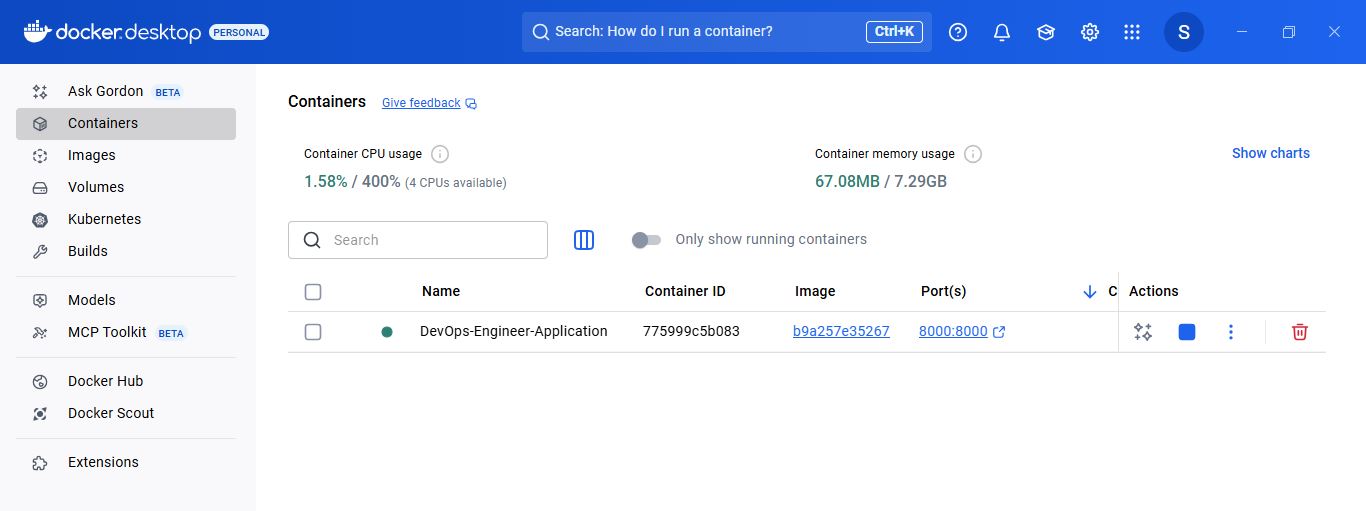 docker.desktop PERSONAL Search: How do I run a container? Ctrl+K S
Ask Gordon BETA
Containers
Images
Volumes
Kubernetes
Builds
Models
MCP Toolkit BETA
Docker Hub
Docker Scout
Extensions
Containers Give feedback
Container CPU usage
1.58% / 400% (4 CPUs available)
Container memory usage
67.08MB / 7.29GB
Show charts
Search
Only show running containers
Name Container ID Image Port(s) C Actions
DevOps-Engineer-Application 775999c5b083 b9a257e35267 8000:8000